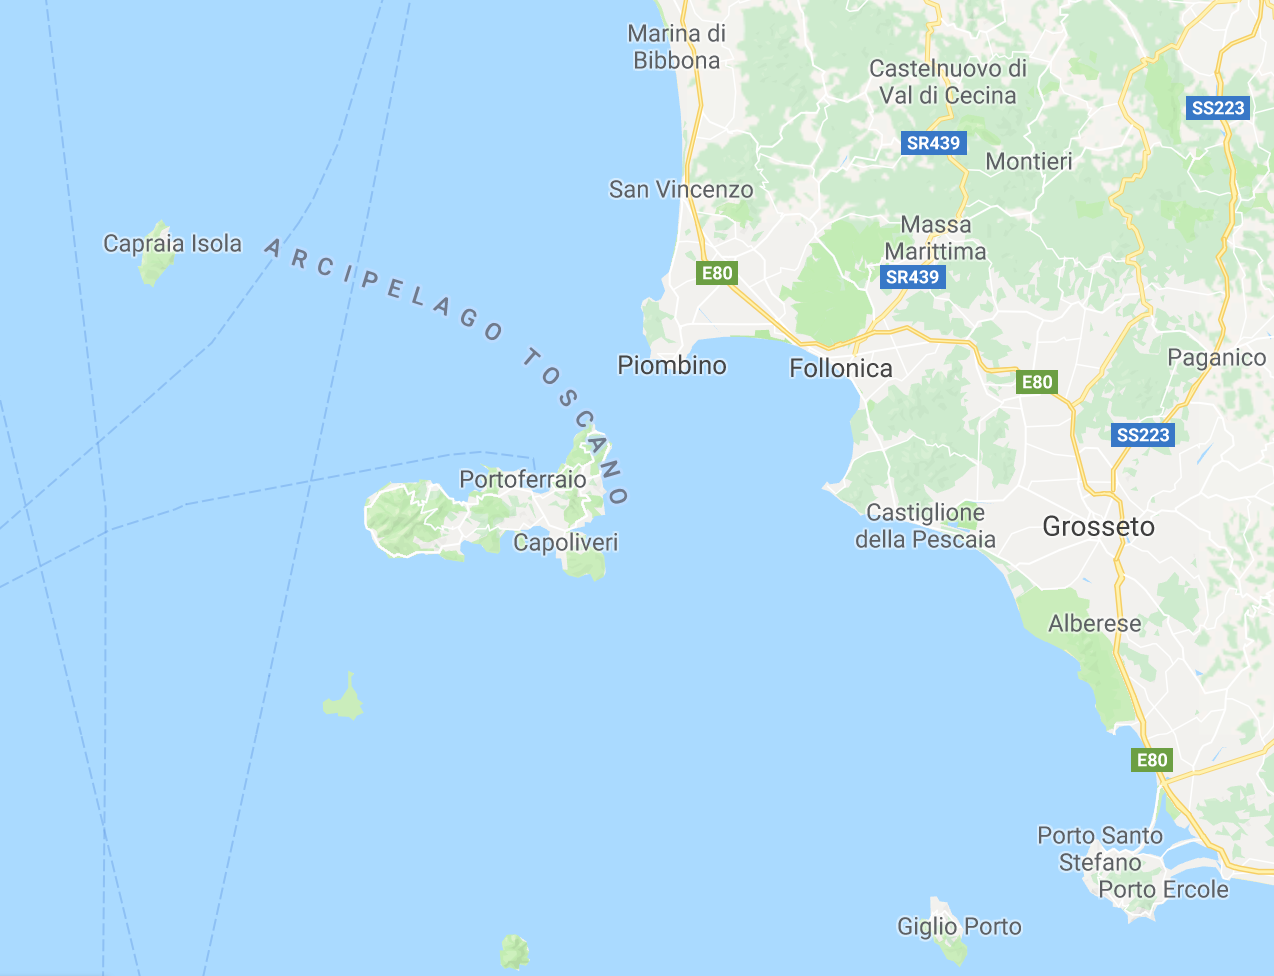 Marina di
Bibbona
Castelnuovo di
Val di Cecina
SS223
SR439
Montieri
San Vincenzo
Massa
Marittima
Capraia Isola
ARCIPELAGO TOSCANO
E80
SR439
Piombino
Follonica
Paganico
E80
SS223
Portoferraio
Castiglione
della Pescaia
Grosseto
Capoliveri
Alberese
E80
Porto Santo
Stefano
Porto Ercole
Giglio Porto